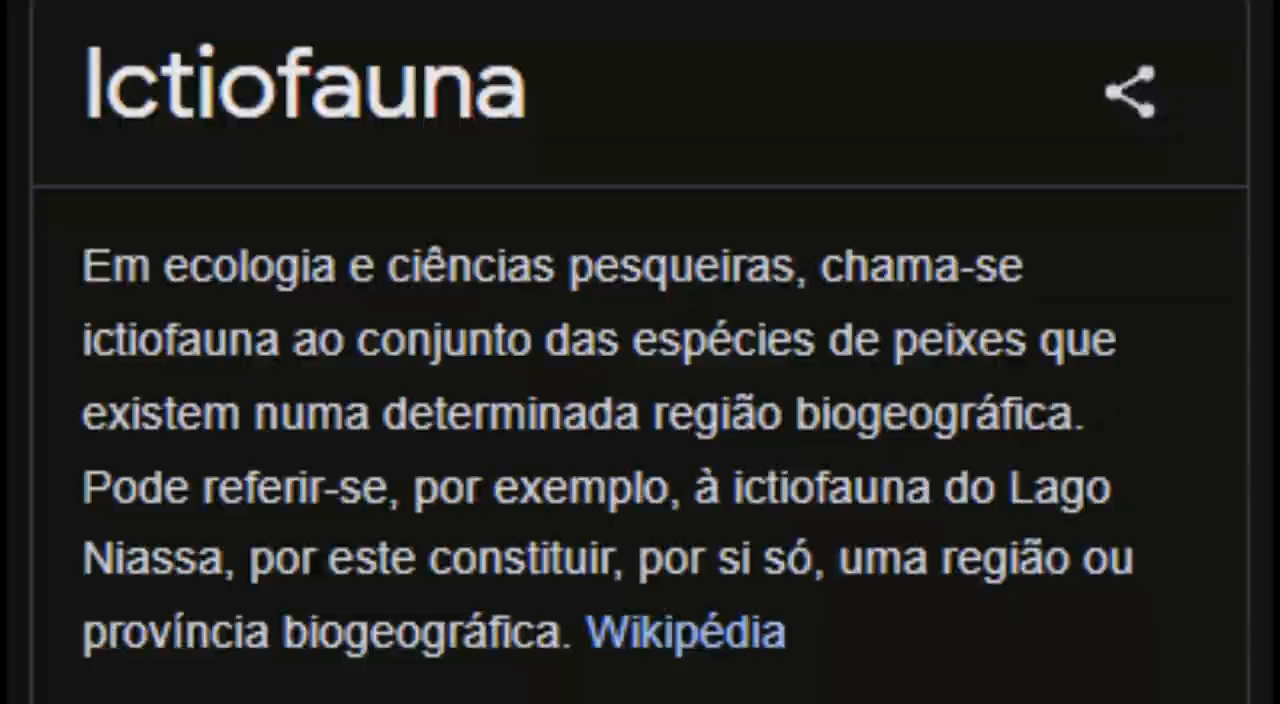 Ictiofauna
Em ecologia e ciências pesqueiras, chama-se
ictiofauna ao conjunto das espécies de peixes que
existem numa determinada região biogeográfica.
Pode referir-se, por exemplo, à ictiofauna do Lago
Niassa, por este constituir, por si só, uma região ou
província biogeográfica. Wikipédia